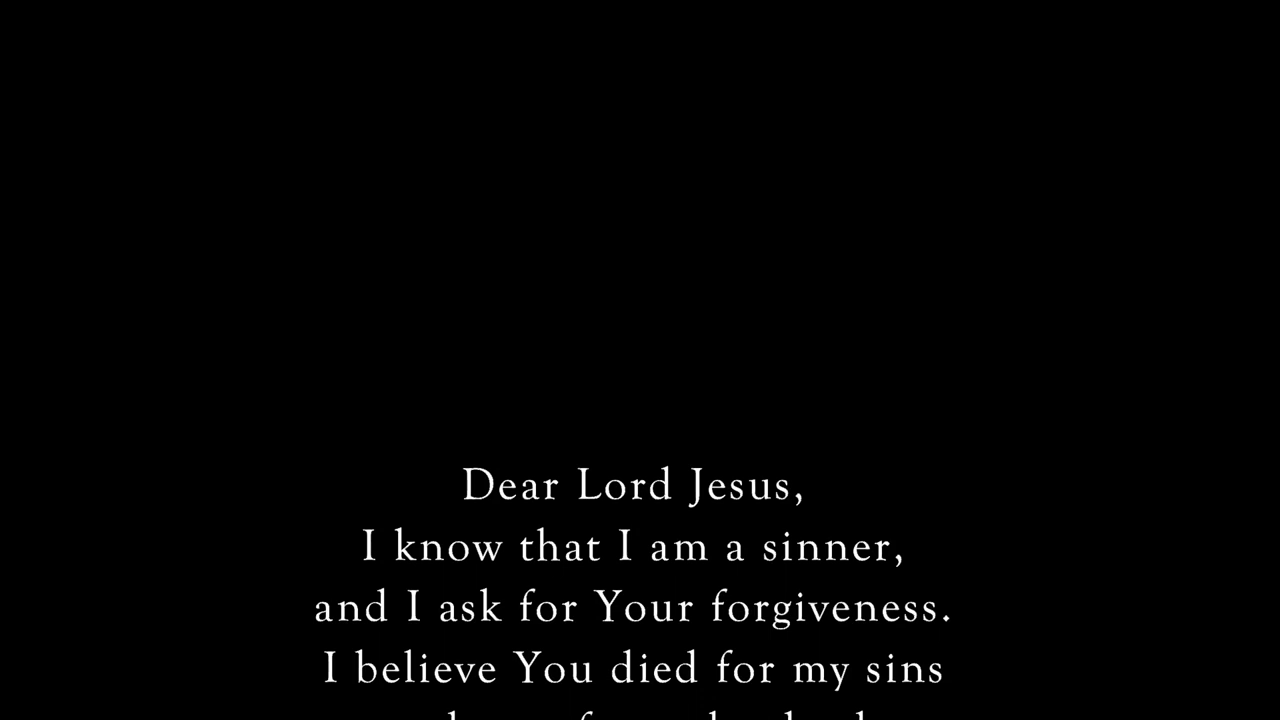 Dear Lord Jesus,
I know that I am a sinner,
and I ask for Your forgiveness.
I believe You died for my sins